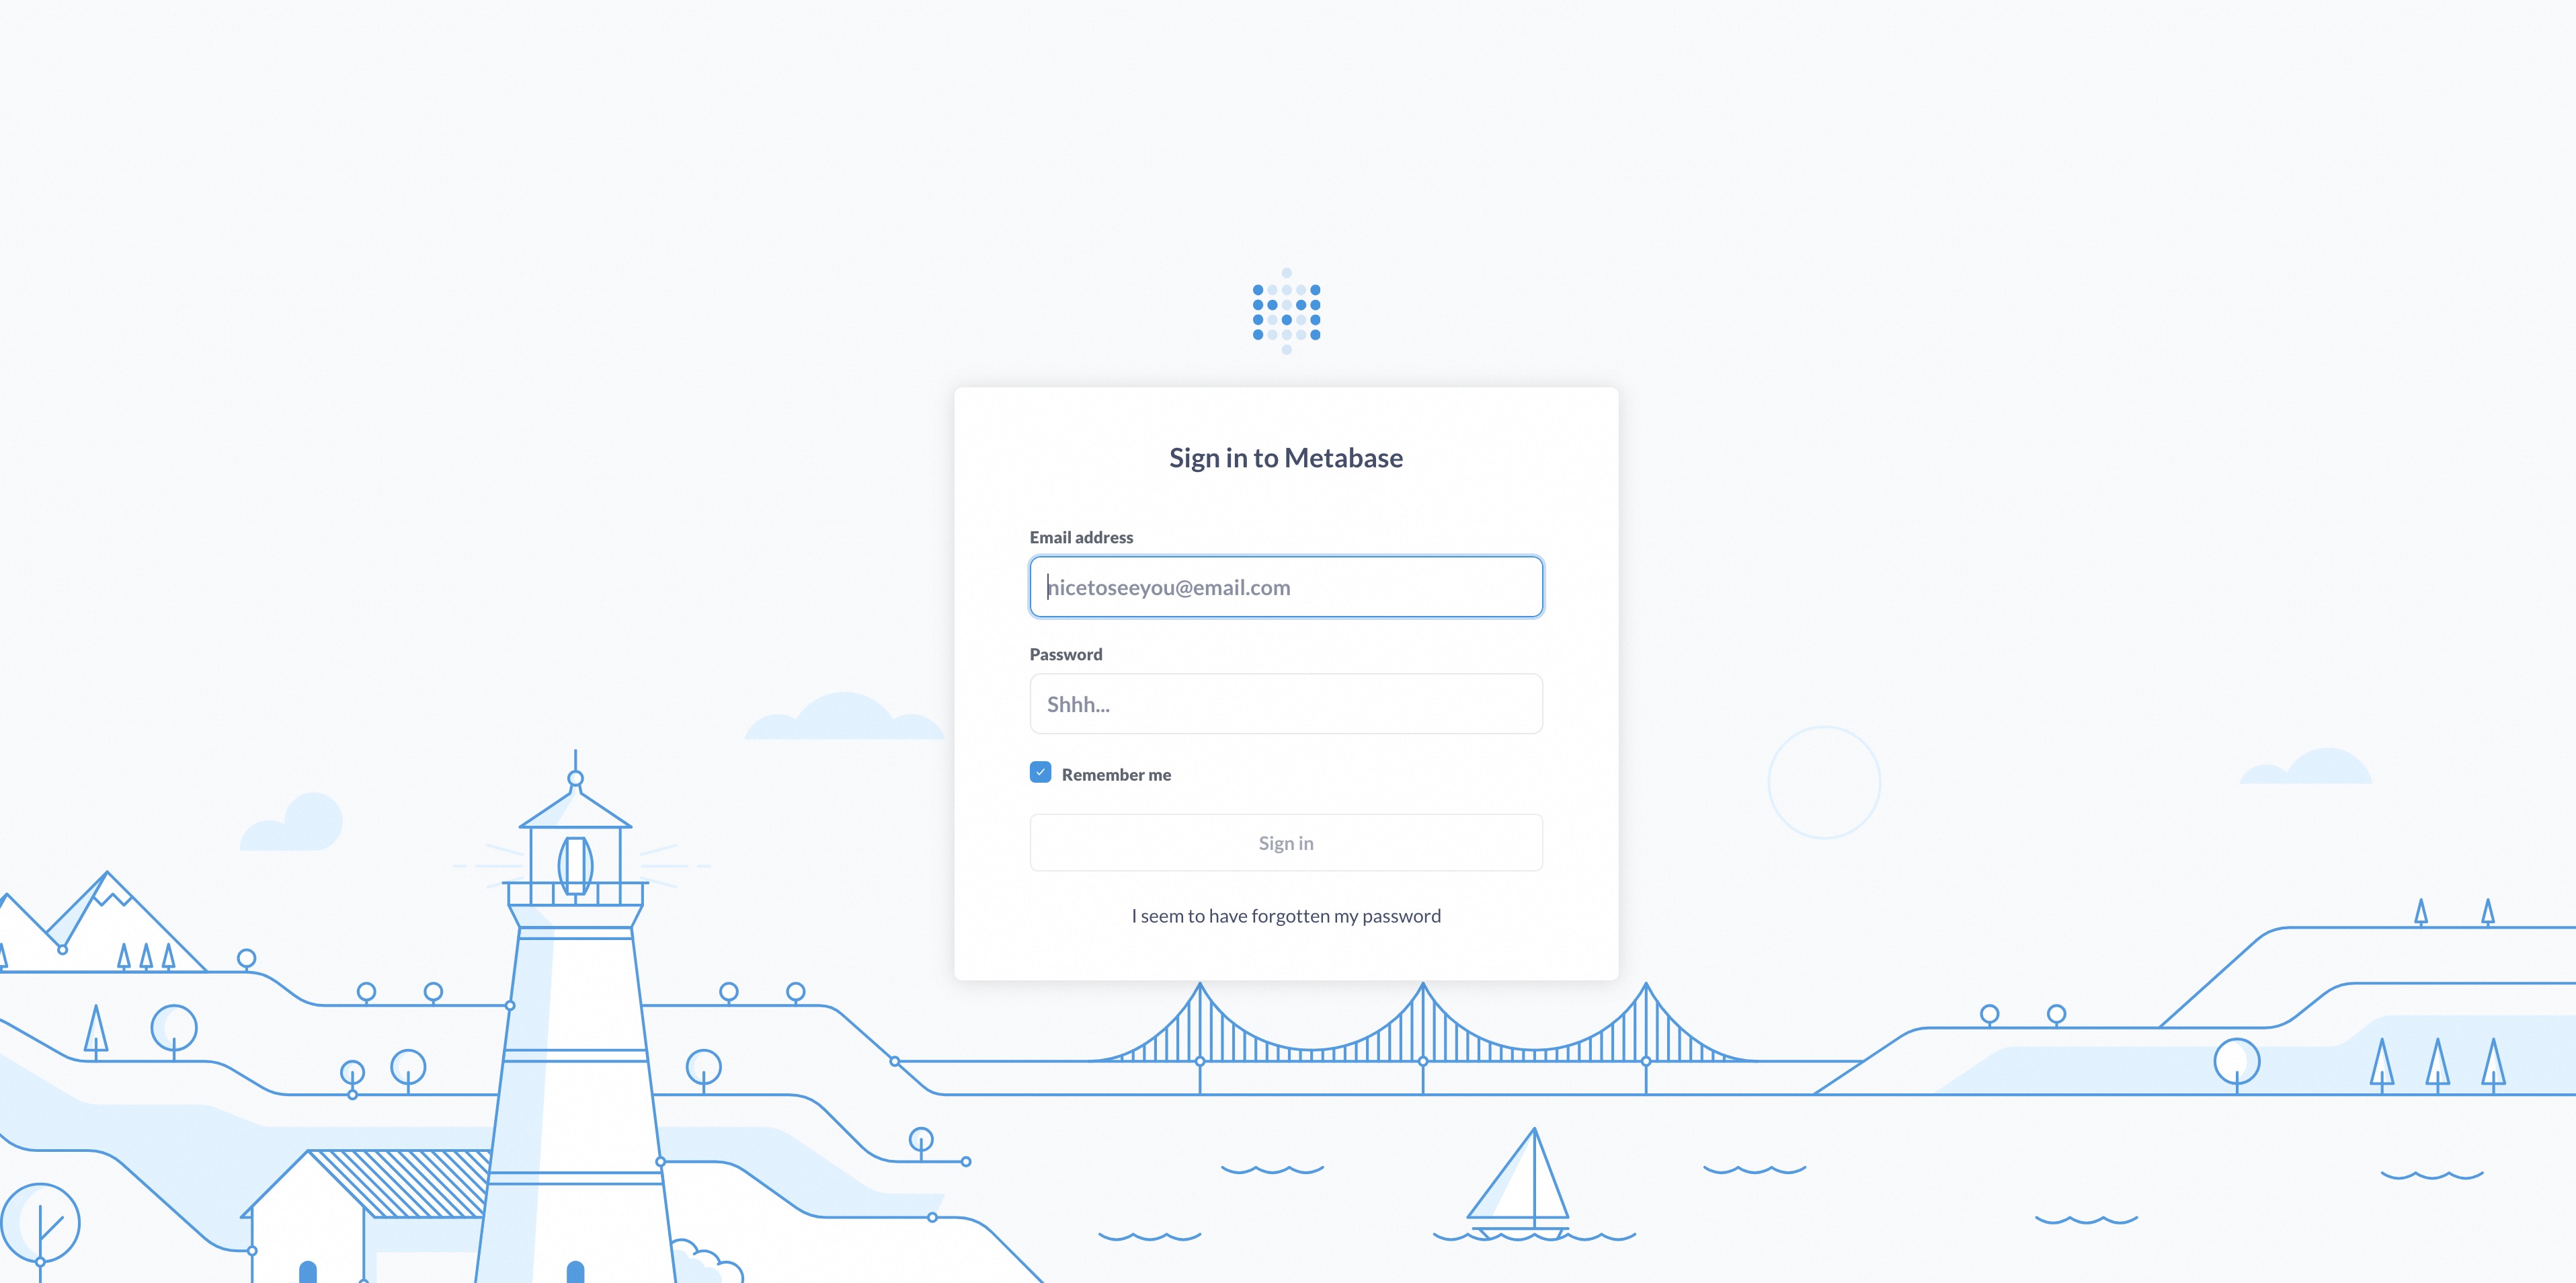 Sign in to Metabase
Email address
nicetoseeyou@email.com
Password
Shhh...
Remember me
Sign in
I seem to have forgotten my password